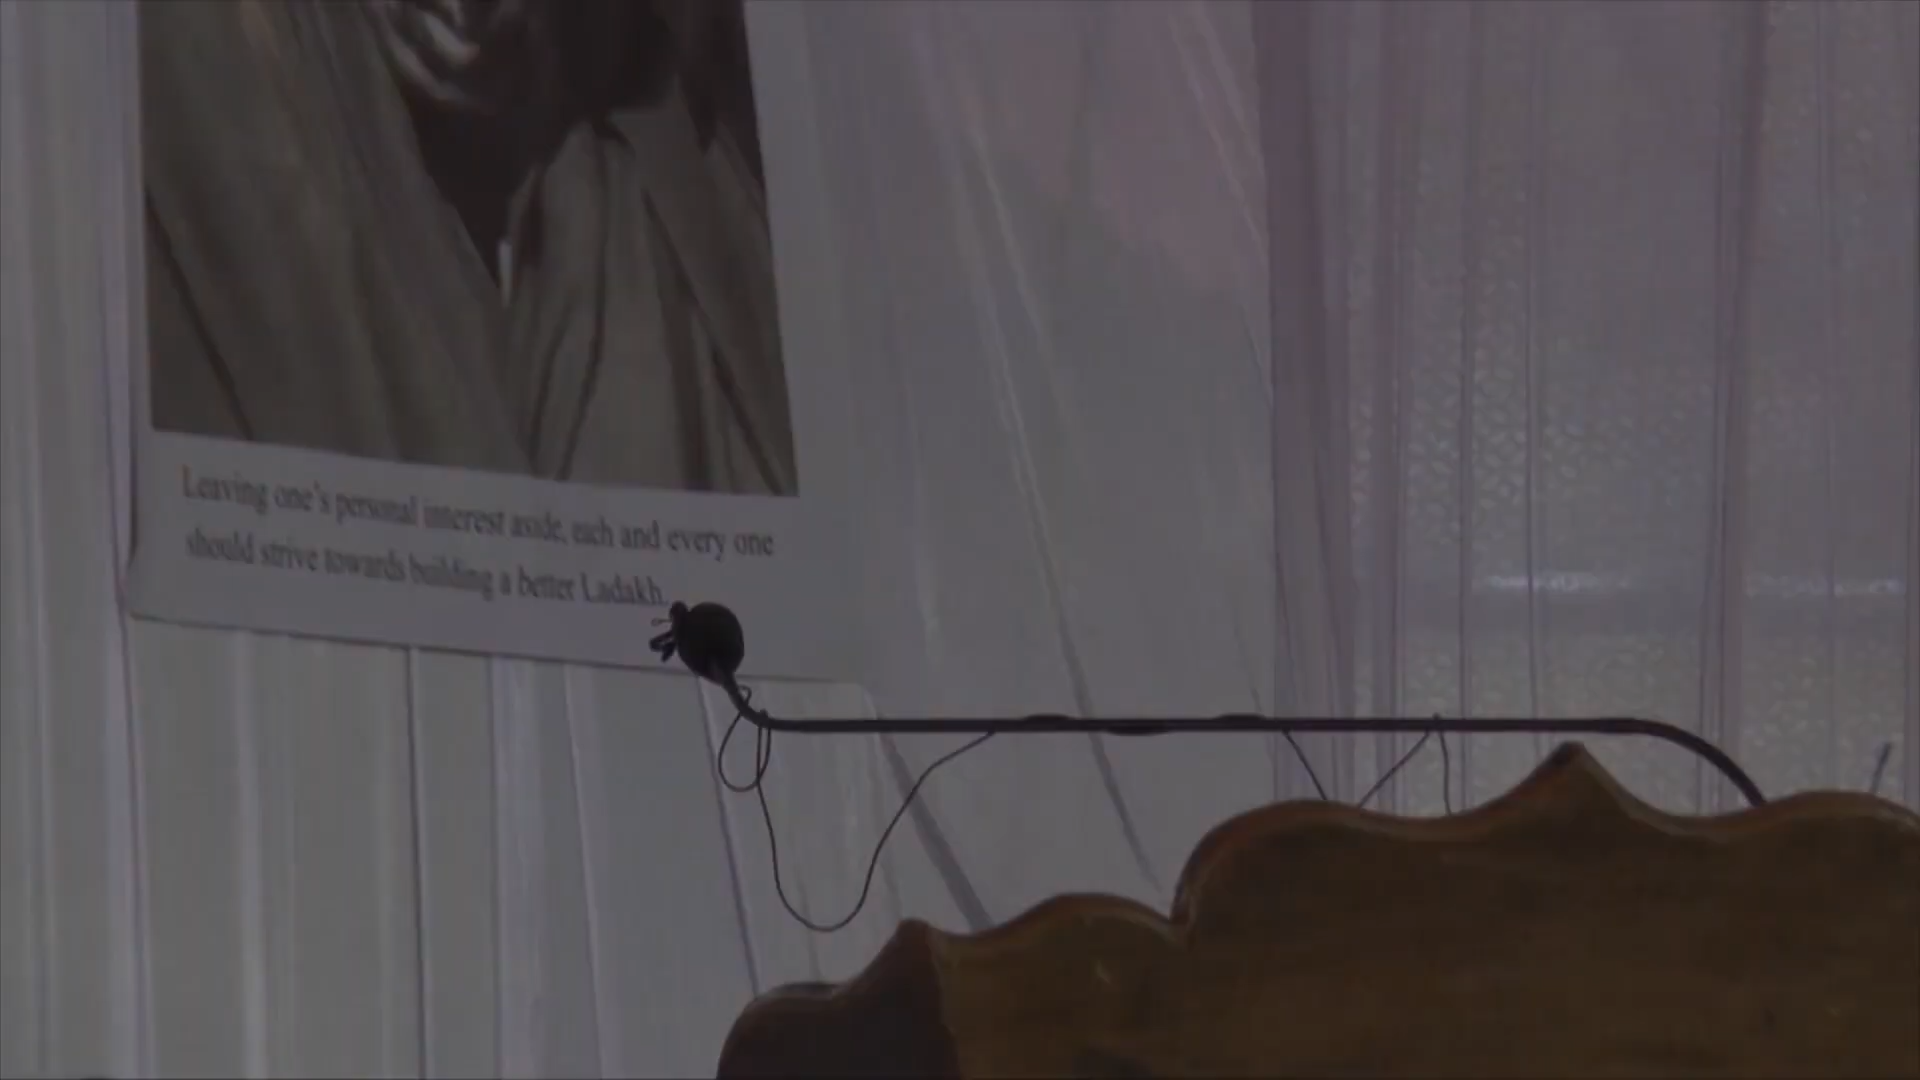 Leaving one's personal interest aside, each and every one
should strive towards building a better Ladakh.